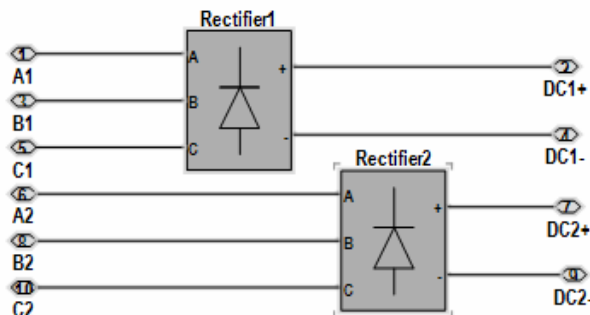 Rectifier1
1
A
+
2
A1
DC1+
3
B
B1
4
-
DC1-
5
C
C1
Rectifier2
6
A
A2
+
7
DC2+
8
B
B2
-
9
DC2-
10
C
C2